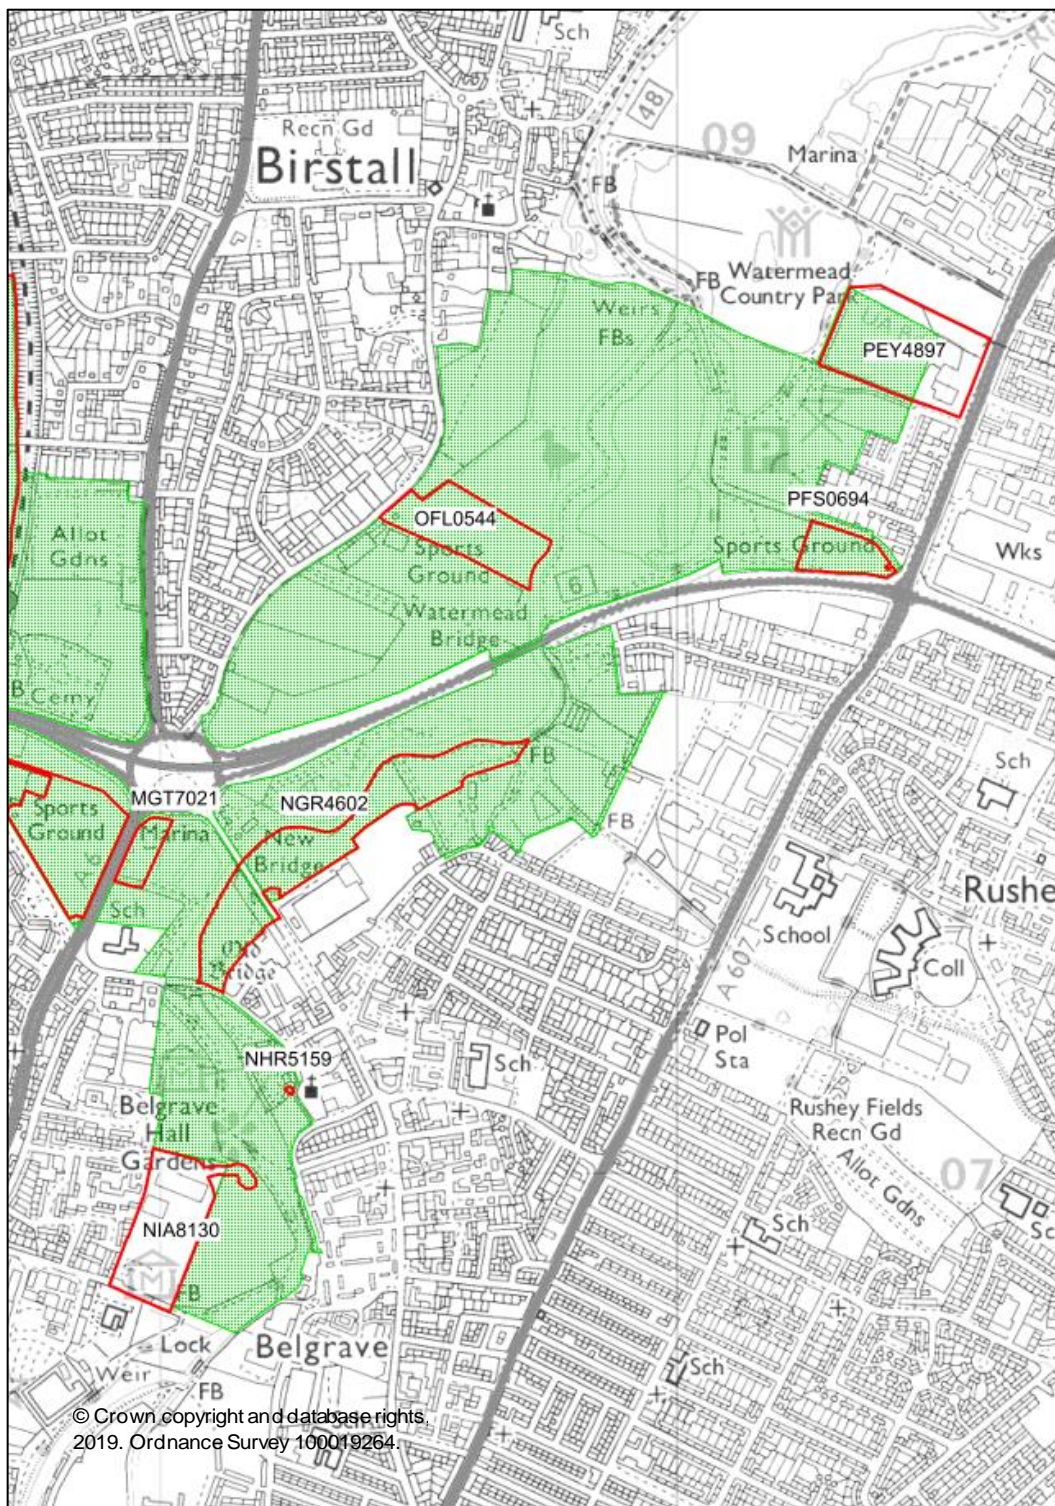 Sch
48
Recn Gd
09
Marina
Birstall
FB
Watermead
Country Park
FB
Weirs
FBs
PEY4897
P
PFS0694
OFL0544
Sports
Ground
Sports Ground
Wks
Allot
Gdns
6
Watermead
Bridge
B
Cemy
Sch
MGT7021
NGR4602
FB
Sports
Ground
Marina
FB
New
Bridge
A 6
Rushe
Sch
School
Old
Bridge
Coll
A 607
Pol
Sta
NHR5159
Sch
Belgrave
Hall
Gardens
Rushey Fields
Recn Gd
Allot Gdns
07
NIA8130
Sch
Sc
M
FB
Lock
Belgrave
Weir
Sch
FB
© Crown copyright and database rights,
2019. Ordnance Survey 100019264.